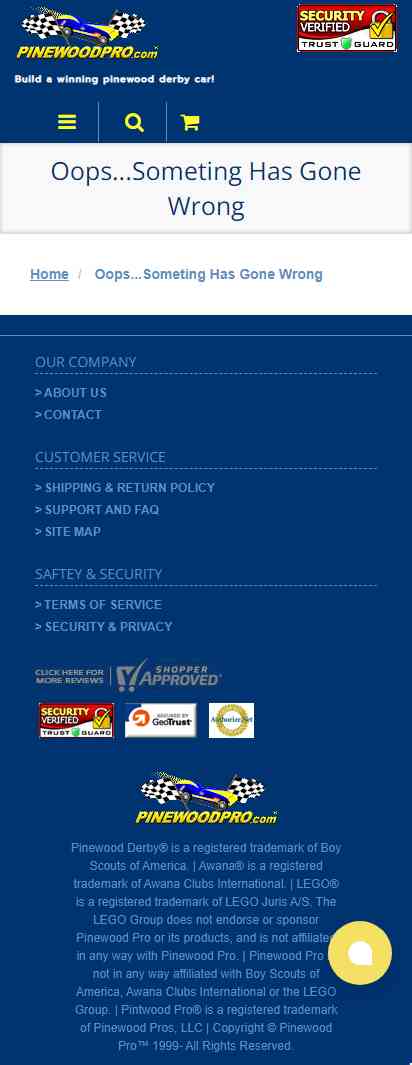 PINEWOODPRO.com
SECURITY
VERIFIED
TRUST GUARD
Build a winning pinewood derby car!
Oops...Someting Has Gone
Wrong
Home / Oops...Someting Has Gone Wrong
OUR COMPANY
> ABOUT US
> CONTACT
CUSTOMER SERVICE
> SHIPPING & RETURN POLICY
> SUPPORT AND FAQ
> SITE MAP
SAFTEY & SECURITY
> TERMS OF SERVICE
> SECURITY & PRIVACY
CLICK HERE FOR
MORE REVIEWS
SHOPPER
APPROVED
SECURITY
VERIFIED
TRUST GUARD
SECURED BY
GeoTrust
Authorize.Net
PINEWOODPRO.com
Pinewood Derby® is a registered trademark of Boy
Scouts of America. | Awana® is a registered
trademark of Awana Clubs International. | LEGO®
is a registered trademark of LEGO Juris A/S. The
LEGO Group does not endorse or sponsor
Pinewood Pro or its products, and is not affiliated
in any way with Pinewood Pro. | Pinewood Pro
not in any way affiliated with Boy Scouts of
America, Awana Clubs International or the LEGO
Group. | Pintwood Pro® is a registered trademark
of Pinewood Pros, LLC | Copyright © Pinewood
Pro™ 1999- All Rights Reserved.